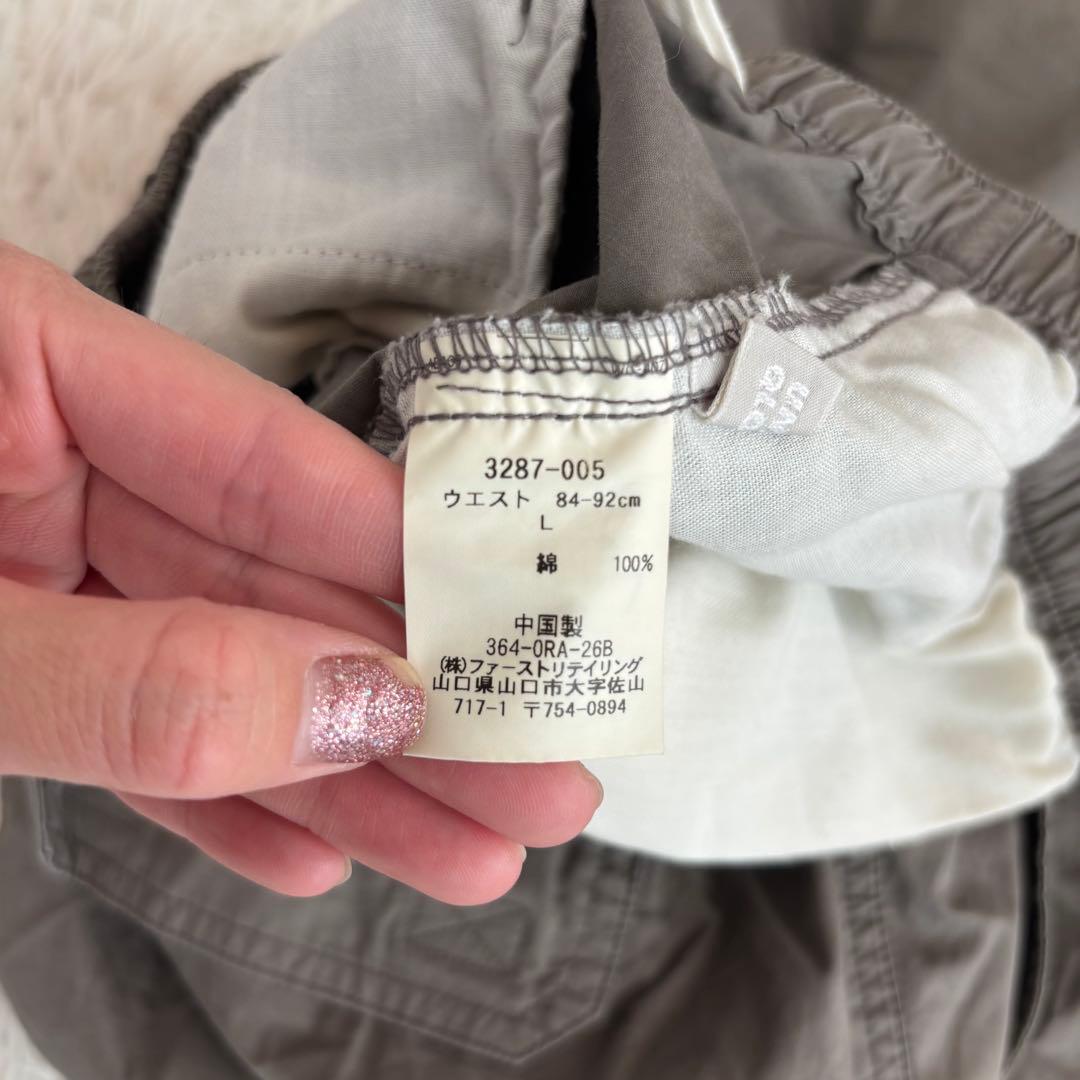 3287-005
ウエスト 84-92cm
L
綿 100%
中国製
364-0RA-26B
(株)ファーストリテイリング
山口県山口市大字佐山
717-1 〒754-0894